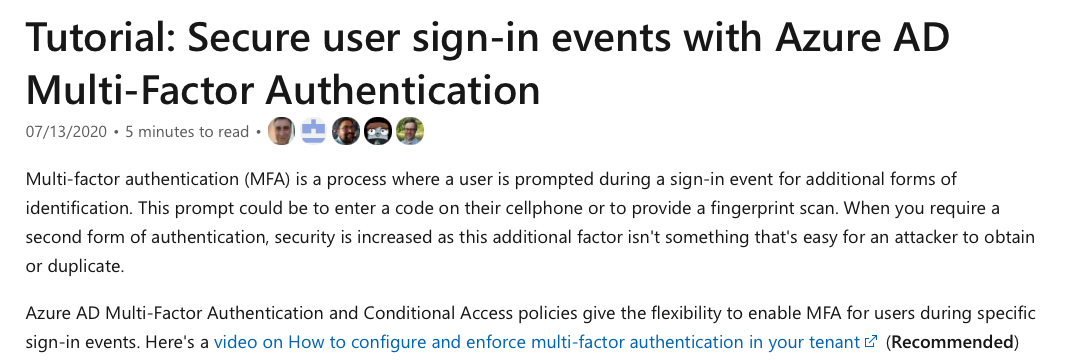 Tutorial: Secure user sign-in events with Azure AD
Multi-Factor Authentication
07/13/2020 • 5 minutes to read •
Multi-factor authentication (MFA) is a process where a user is prompted during a sign-in event for additional forms of
identification. This prompt could be to enter a code on their cellphone or to provide a fingerprint scan. When you require a
second form of authentication, security is increased as this additional factor isn't something that's easy for an attacker to obtain
or duplicate.
Azure AD Multi-Factor Authentication and Conditional Access policies give the flexibility to enable MFA for users during specific
sign-in events. Here's a video on How to configure and enforce multi-factor authentication in your tenant (Recommended)